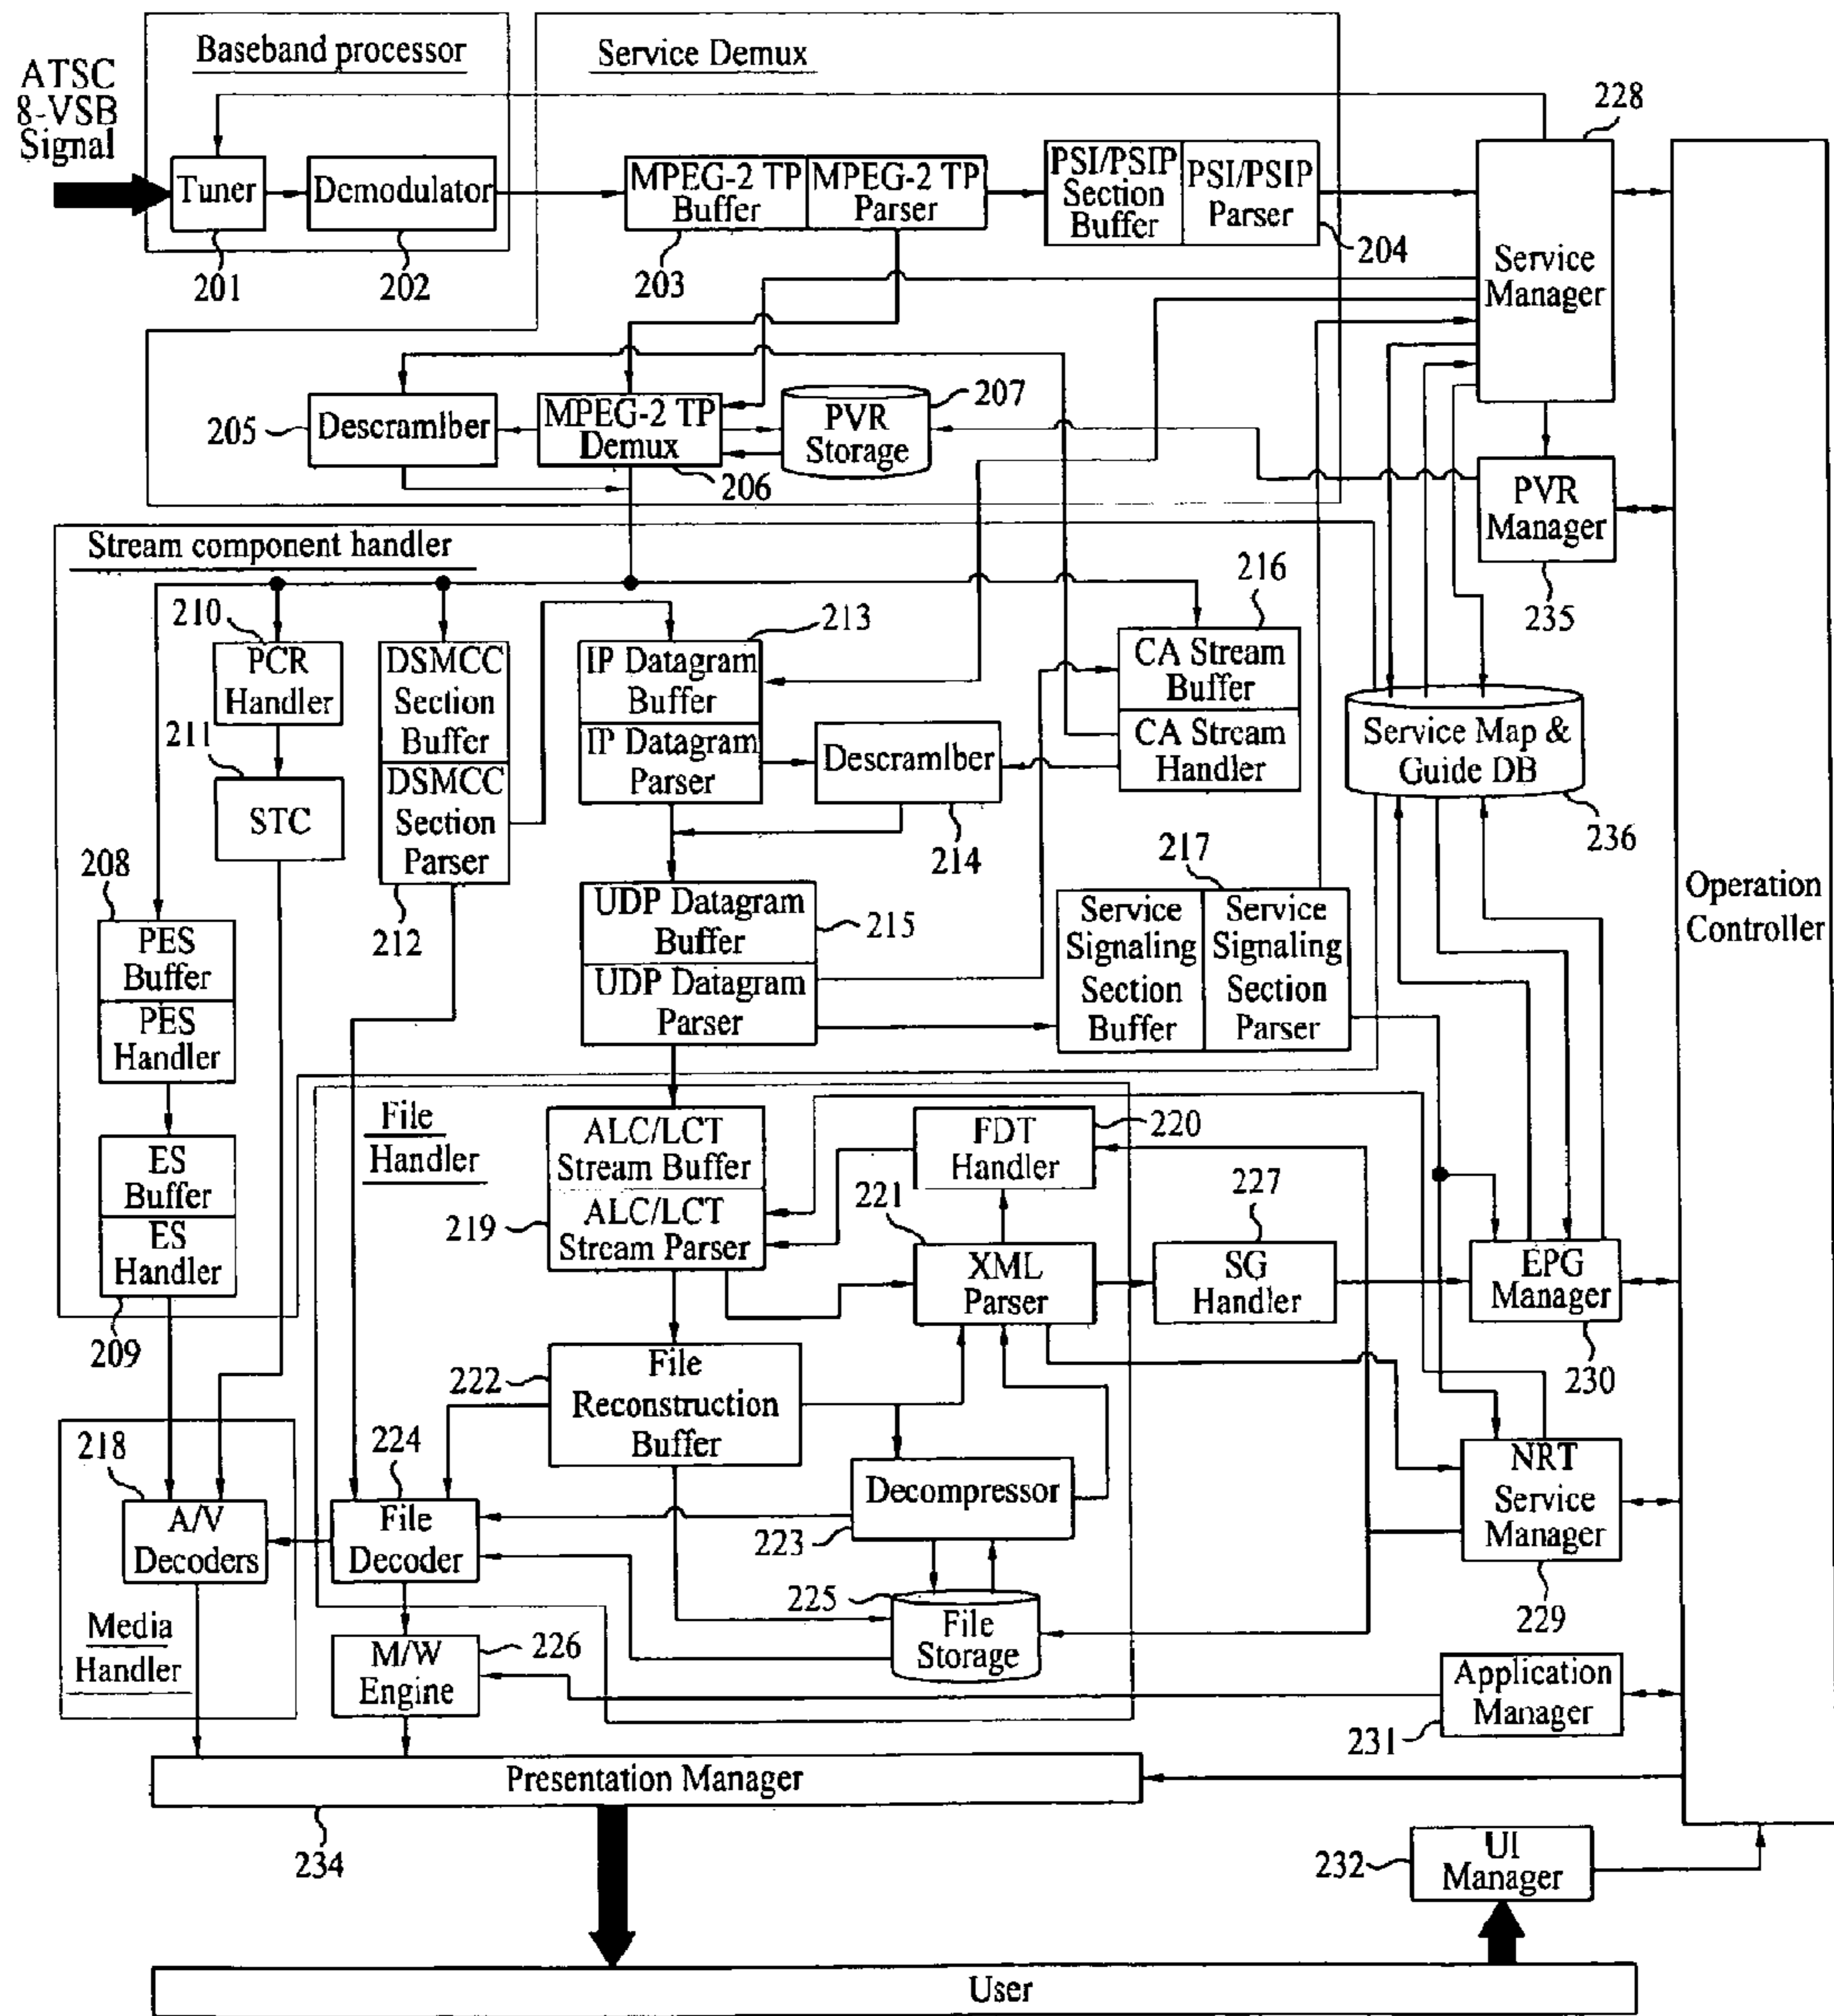 Baseband processor
Service Demux
ATSC
8-VSB
Signal
228
Tuner
Dcmodulator
MPEG-2 TP
Buffer
MPEG-2 TP
Parser
PSI/PSIP
Section
Buffer
PSI/PSIP
Parser
Service
Manager
201
202
203
204
205
Descramlber
MPEG-2 TP
Demux
PVR
Storage
207
206
PVR
Manager
235
Stream component handler
210
PCR
Handler
211
STC
DSMCC
Section
Buffer
DSMCC
Section
Parser
212
213
IP Datagram
Buffer
IP Datagram
Parser
Descramlber
214
216
CA Stream
Buffer
CA Stream
Handler
Service Map &
Guide DB
236
Operation
Controller
208
PES
Buffer
PES
Handler
UDP Datagram
Buffer
UDP Datagram
Parser
215
217
Service
Signaling
Section
Buffer
Service
Signaling
Section
Parser
File
Handler
ES
Buffer
ES
Handler
209
ALC/LCT
Stream Buffer
ALC/LCT
Stream Parser
219
FDT
Handler
220
221
XML
Parser
227
SG
Handler
EPG
Manager
230
222
File
Reconstruction
Buffer
218
A/V
Decoders
224
File
Decoder
Decompressor
223
NRT
Service
Manager
229
Media
Handler
225
File
Storage
M/W
Engine
226
Application
Manager
231
Presentation Manager
234
232
UI
Manager
User